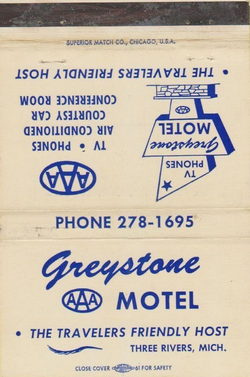 SUPERIOR MATCH CO., CHICAGO, U.S.A.
• THE TRAVELERS FRIENDLY HOST
TV • PHONES
AIR CONDITIONED
COURTESY CAR
CONFERENCE ROOM
AAA
TV
PHONES
Greystone
MOTEL
PHONE 278-1695
Greystone
AAA MOTEL
• THE TRAVELERS FRIENDLY HOST
THREE RIVERS, MICH.
CLOSE COVER 61 FOR SAFETY